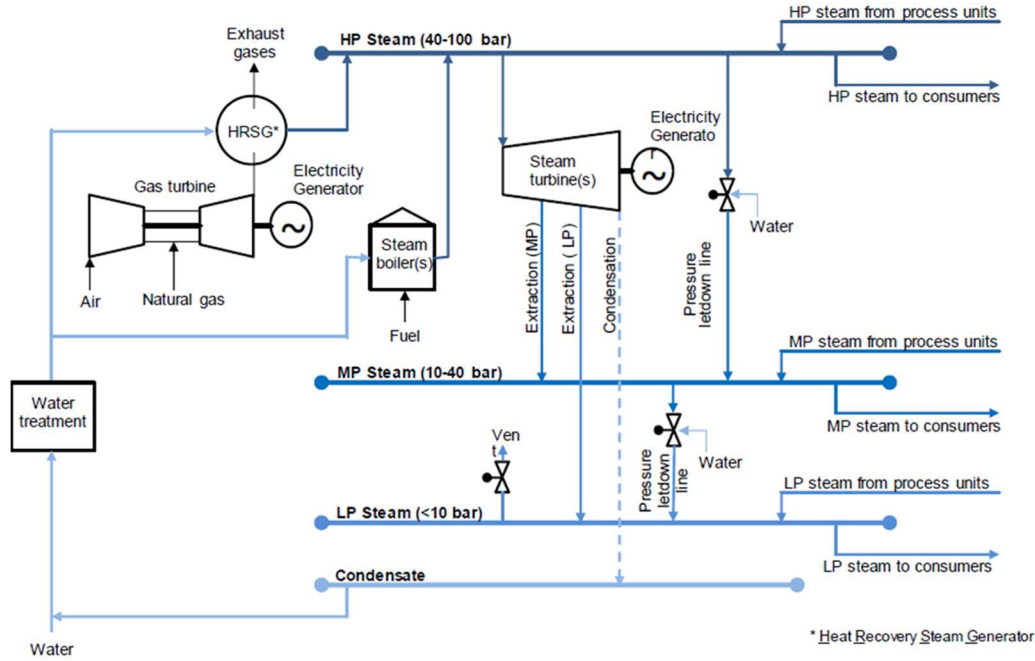 HP steam from process units
Exhaust
gases
HP Steam (40-100 bar)
HP steam to consumers
HRSG*
Electricity
Generato
r
Steam
turbine(s)
Electricity
Generator
Gas turbine
~
~
Water
Steam
boiler(s)
Air
Natural gas
Fuel
Extraction (MP)
Extraction ( LP)
Condensation
Pressure
letdown line
MP steam from process units
MP Steam (10-40 bar)
Water
treatment
MP steam to consumers
Ven
t
Water
Pressure
letdown
line
LP steam from process units
LP Steam (<10 bar)
LP steam to consumers
Condensate
Water
* Heat Recovery Steam Generator